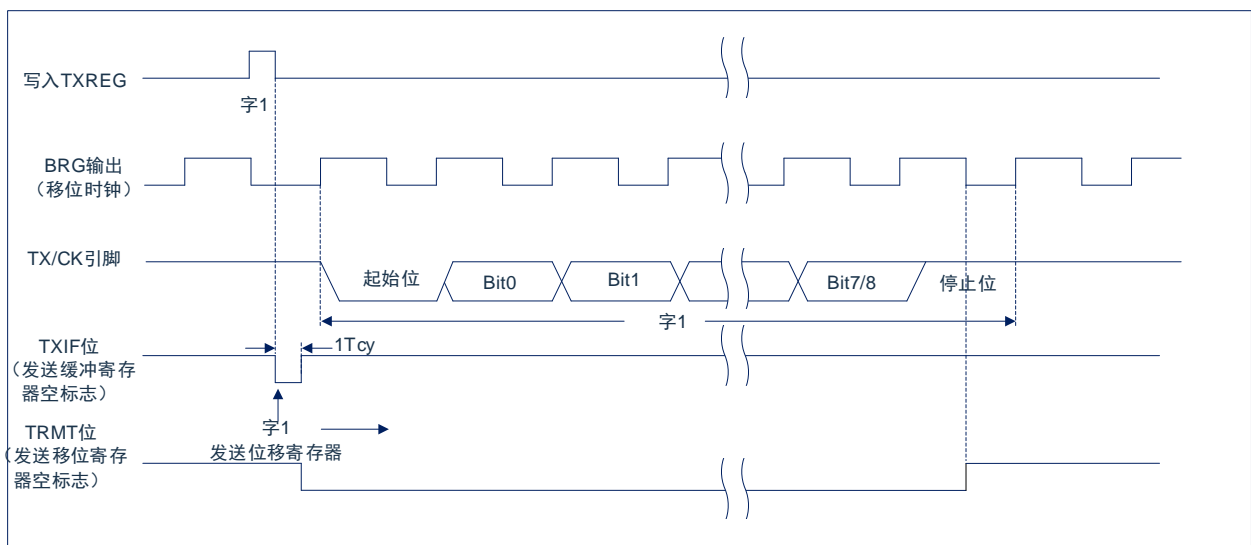 写入TXREG
字1
BRG输出
（移位时钟）
TX/CK引脚
起始位
Bit0
Bit1
Bit7/8
停止位
字1
TXIF位
（发送缓冲寄存
器空标志）
1Tcy
字1
发送位移寄存器
TRMT位
（发送移位寄存
器空标志）